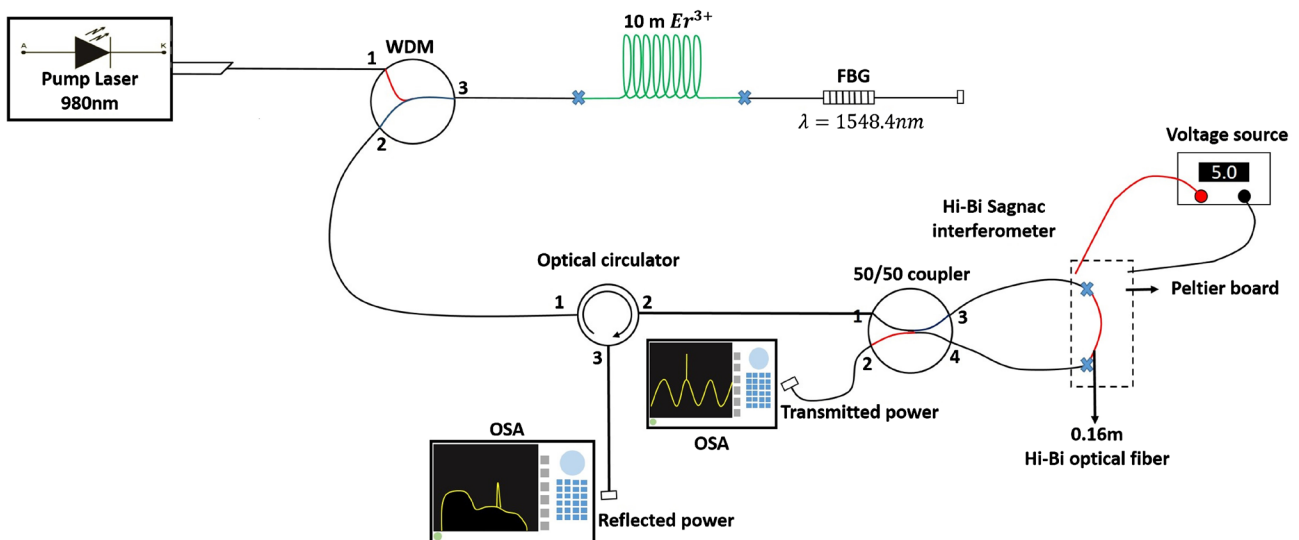 A
K
Pump Laser
980nm
WDM
1
2
3
10 m Er³⁺
FBG
λ = 1548.4nm
Voltage source
5.0
Hi-Bi Sagnac
interferometer
Peltier board
Optical circulator
1
2
3
50/50 coupler
1
2
3
4
Transmitted power
OSA
0.16m
Hi-Bi optical fiber
OSA
Reflected power